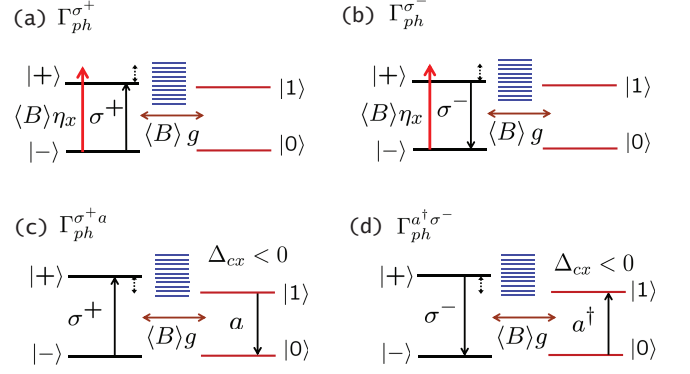 (a) Γ_{ph}^{σ^+}
|+⟩ |1⟩
⟨B⟩η_x σ^+ ⟨B⟩ g
|−⟩ |0⟩
(b) Γ_{ph}^{σ^−}
|+⟩ |1⟩
⟨B⟩η_x σ^− ⟨B⟩ g
|−⟩ |0⟩
(c) Γ_{ph}^{σ^+ a}
Δ_{cx} < 0
|+⟩ |1⟩
σ^+ ⟨B⟩g a
|−⟩ |0⟩
(d) Γ_{ph}^{a^† σ^−}
Δ_{cx} < 0
|+⟩ |1⟩
σ^− ⟨B⟩g a^†
|−⟩ |0⟩